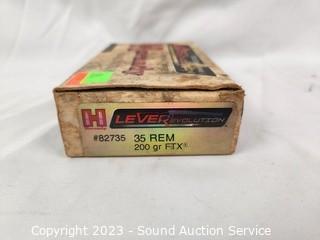 H LEVEREVOLUTION
#82735 35 REM
200 gr FTX®
Copyright 2023 - Sound Auction Service